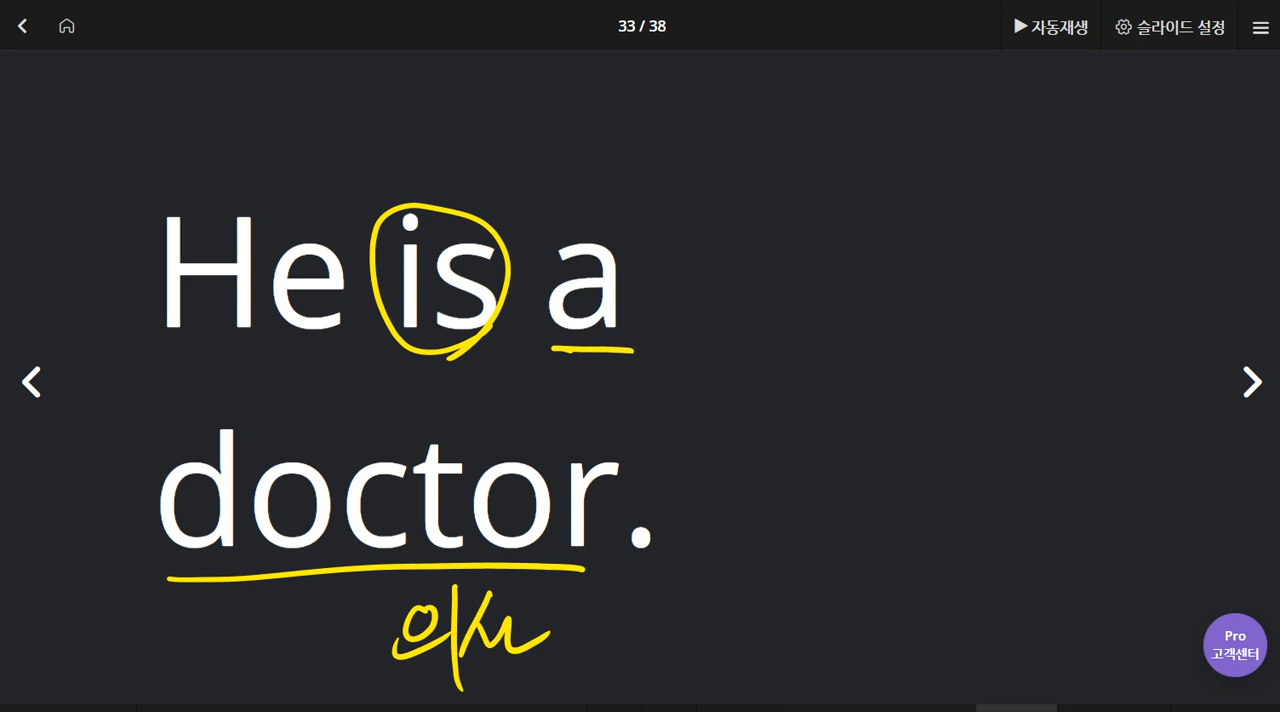 33 / 38
▶ 자동재생
슬라이드 설정
He is a
doctor.
의사
Pro
고객센터